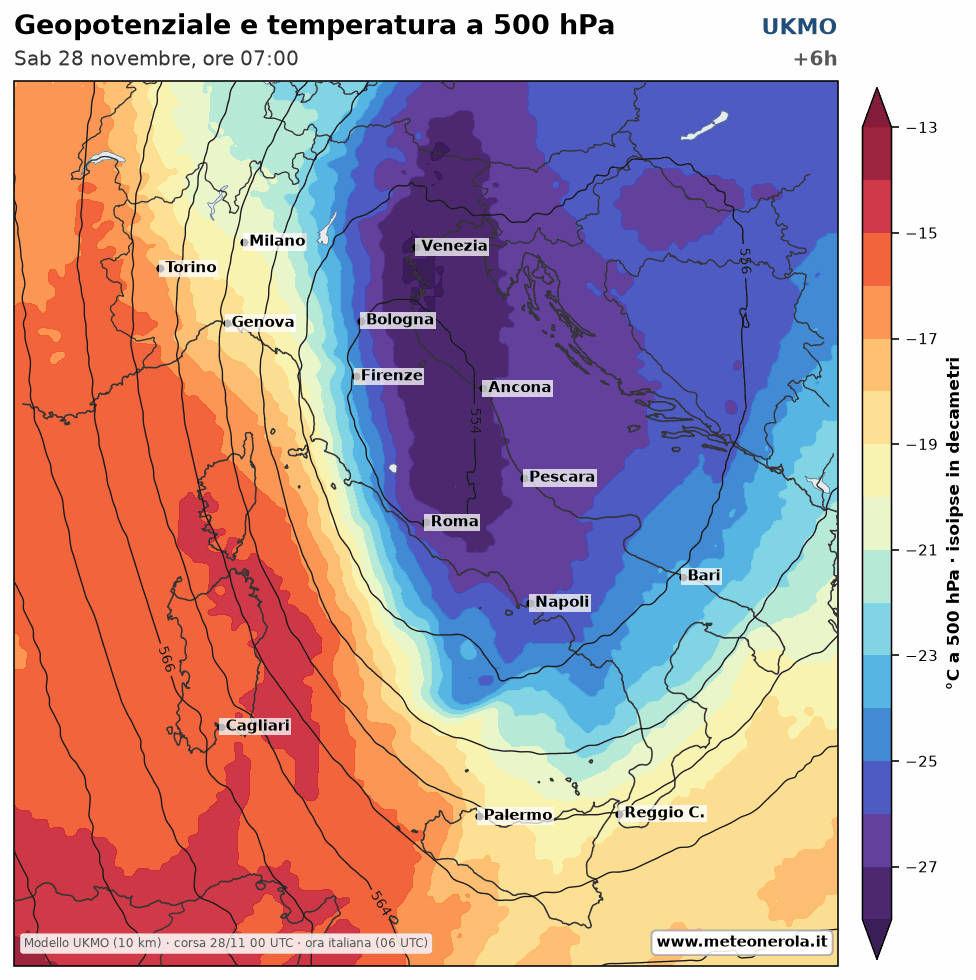 Geopotenziale e temperatura a 500 hPa
UKMO
Sab 28 novembre, ore 07:00
+6h
−13
−15
−17
−19
−21
−23
−25
−27
°C a 500 hPa · isoipse in decametri
Milano
Venezia
Torino
556
Genova
Bologna
Firenze
Ancona
554
Pescara
Roma
Bari
Napoli
566
Cagliari
Palermo
Reggio C.
564
Modello UKMO (10 km) · corsa 28/11 00 UTC · ora italiana (06 UTC)
www.meteonerola.it